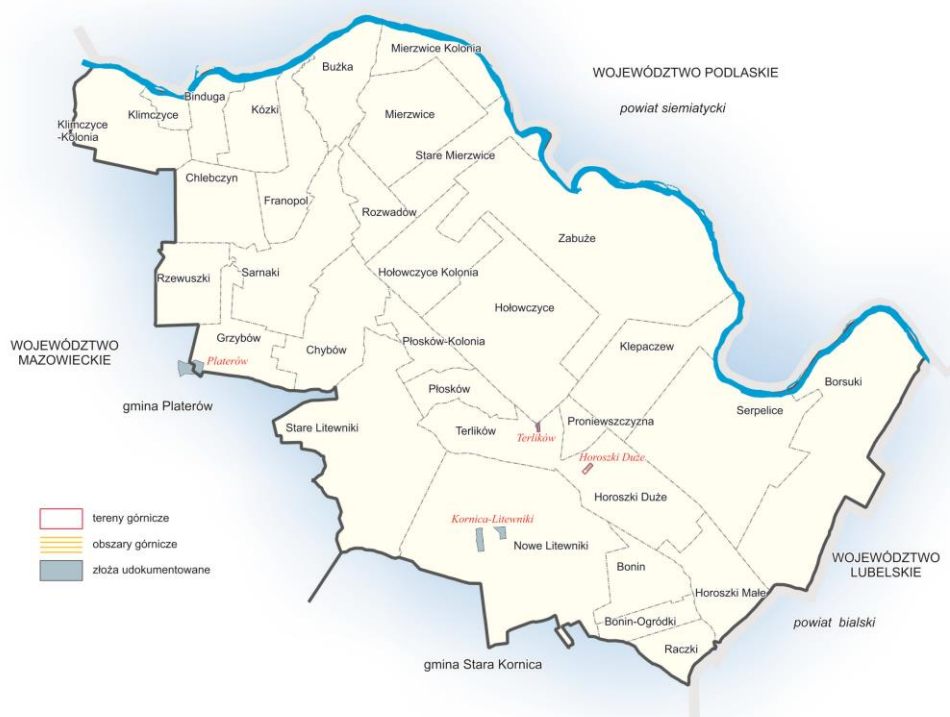 Mierzwice Kolonia
Bużka
WOJEWÓDZTWO PODLASKIE
powiat siemiatycki
Binduga
Kózki
Klimczyce
Mierzwice
Klimczyce
-Kolonia
Stare Mierzwice
Chlebczyn
Franopol
Rozwadów
Zabuże
Rzewuszki
Sarnaki
Hołowczyce Kolonia
Hołowczyce
WOJEWÓDZTWO
MAZOWIECKIE
Grzybów
Chybów
Płosków-Kolonia
Klepaczew
Platerów
gmina Platerów
Płosków
Borsuki
Serpelice
Stare Litewniki
Terlików
Proniewszczyzna
Terlików
Horoszki Duże
Horoszki Duże
Kornica-Litewniki
Nowe Litewniki
tereny górnicze
obszary górnicze
złoża udokumentowane
Bonin
WOJEWÓDZTWO
LUBELSKIE
Horoszki Małe
Bonin-Ogródki
powiat bialski
Raczki
gmina Stara Kornica